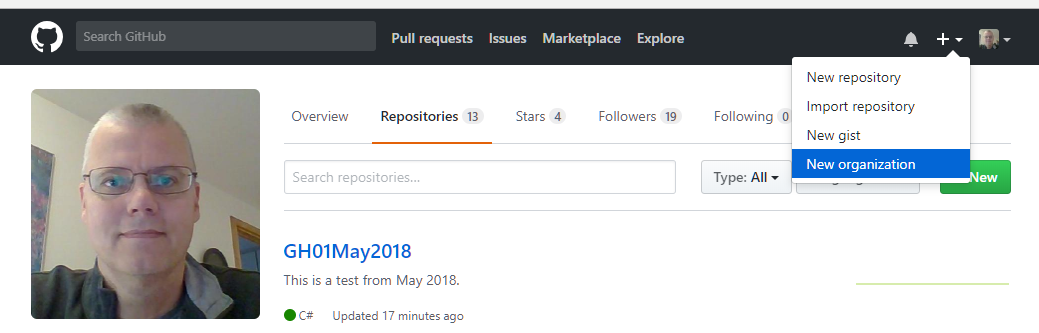 Search GitHub Pull requests Issues Marketplace Explore
New repository
Import repository
New gist
New organization
Overview Repositories 13 Stars 4 Followers 19 Following 0
Search repositories... Type: All New
GH01May2018
This is a test from May 2018.
C# Updated 17 minutes ago